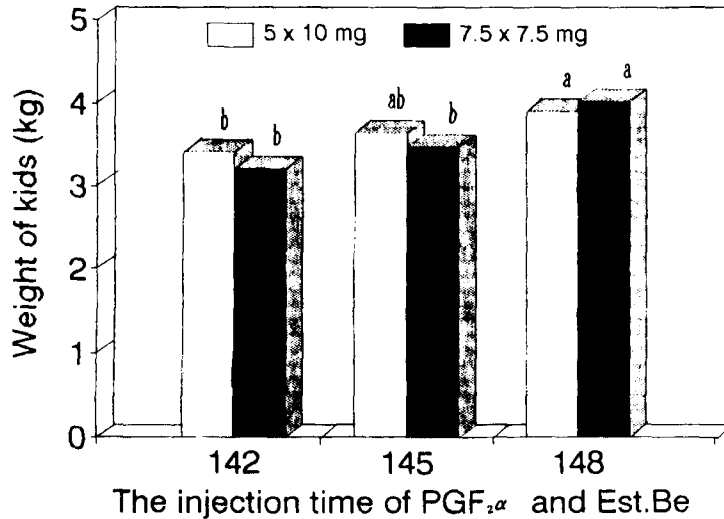 5 x 10 mg 7.5 x 7.5 mg
Weight of kids (kg)
5
4
3
2
1
0
b b ab b a a
142 145 148
The injection time of PGF₂α and Est.Be